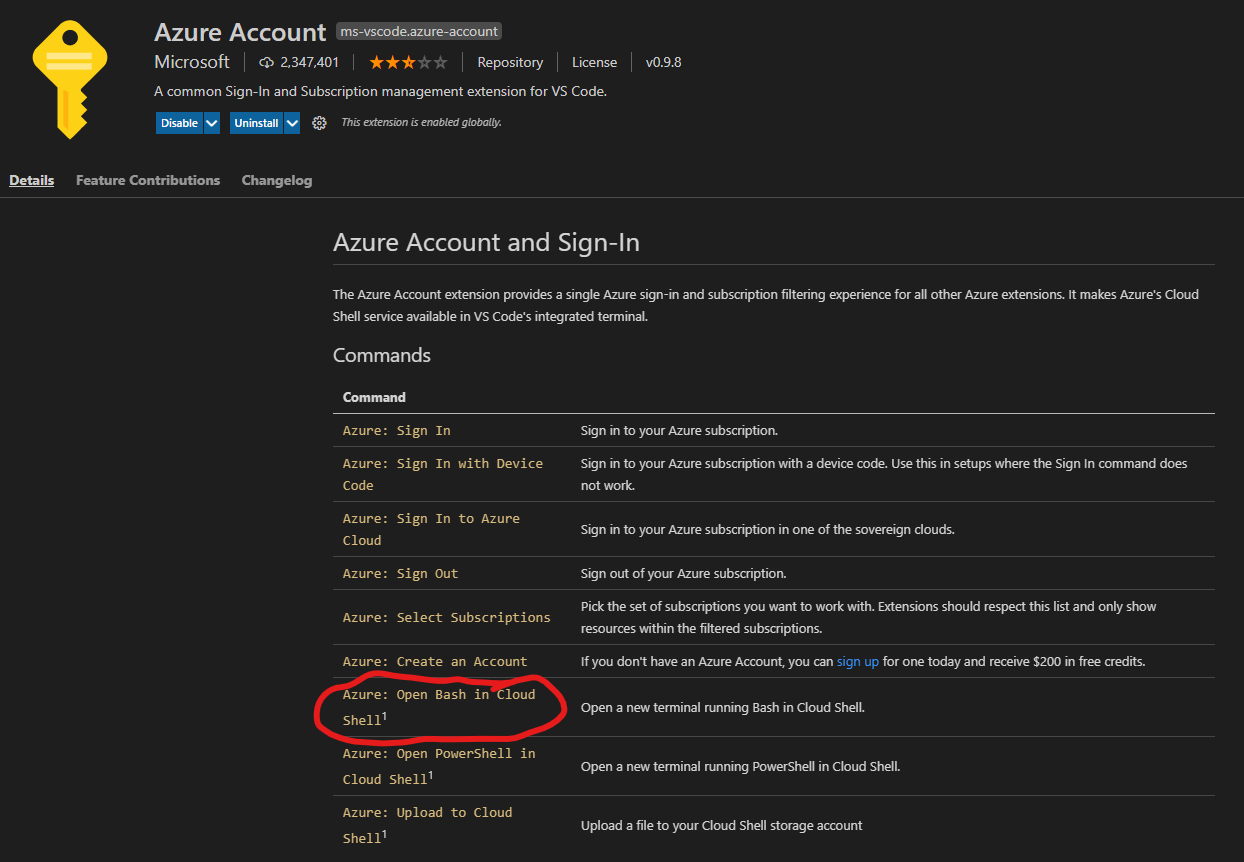 Azure Account ms-vscode.azure-account
Microsoft 2,347,401 Repository License v0.9.8
A common Sign-In and Subscription management extension for VS Code.
Disable Uninstall This extension is enabled globally.
Details Feature Contributions Changelog
Azure Account and Sign-In
The Azure Account extension provides a single Azure sign-in and subscription filtering experience for all other Azure extensions. It makes Azure's Cloud
Shell service available in VS Code's integrated terminal.
Commands
Command
Azure: Sign In
Sign in to your Azure subscription.
Azure: Sign In with Device
Code
Sign in to your Azure subscription with a device code. Use this in setups where the Sign In command does
not work.
Azure: Sign In to Azure
Cloud
Sign in to your Azure subscription in one of the sovereign clouds.
Azure: Sign Out
Sign out of your Azure subscription.
Azure: Select Subscriptions
Pick the set of subscriptions you want to work with. Extensions should respect this list and only show
resources within the filtered subscriptions.
Azure: Create an Account
If you don't have an Azure Account, you can sign up for one today and receive $200 in free credits.
Azure: Open Bash in Cloud
Shell¹
Open a new terminal running Bash in Cloud Shell.
Azure: Open PowerShell in
Cloud Shell¹
Open a new terminal running PowerShell in Cloud Shell.
Azure: Upload to Cloud
Shell¹
Upload a file to your Cloud Shell storage account